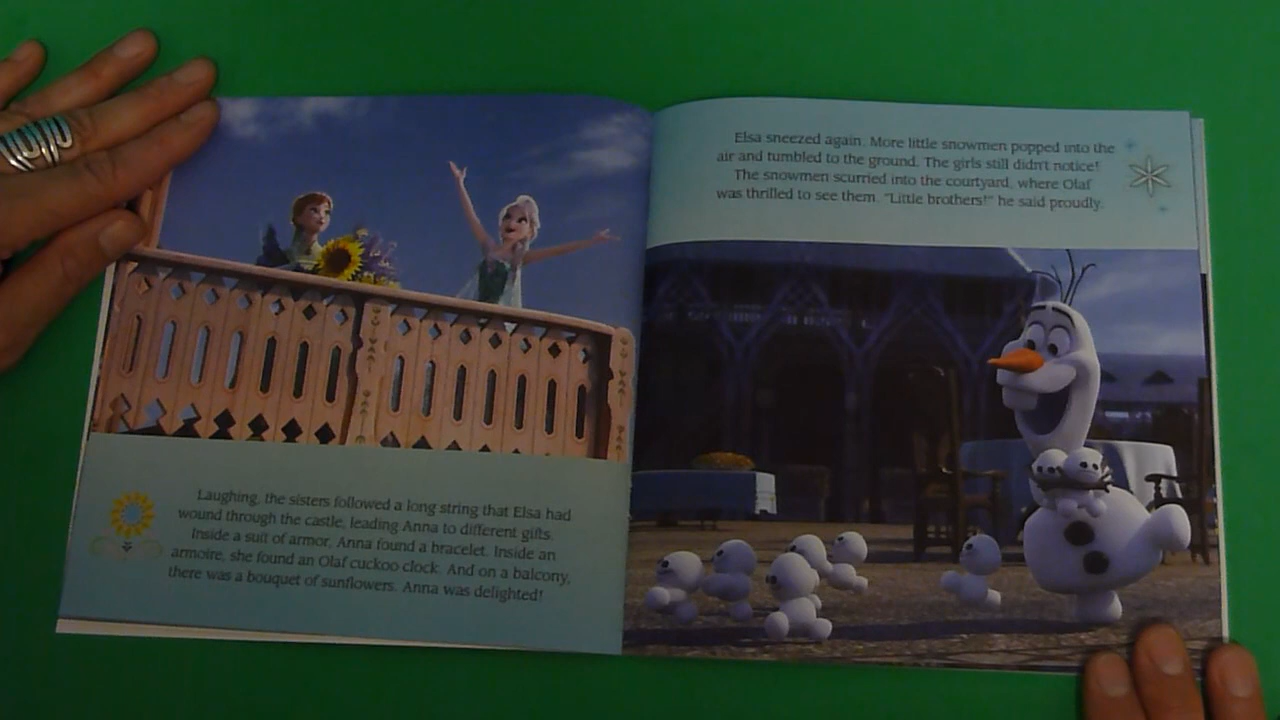 Laughing, the sisters followed a long string that Elsa had
wound through the castle, leading Anna to different gifts.
Inside a suit of armor, Anna found a bracelet. Inside an
armoire, she found an Olaf cuckoo clock. And on a balcony,
there was a bouquet of sunflowers. Anna was delighted!
Elsa sneezed again. More little snowmen popped into the
air and tumbled to the ground. The girls still didn't notice!
The snowmen scurried into the courtyard, where Olaf
was thrilled to see them. "Little brothers!" he said proudly.